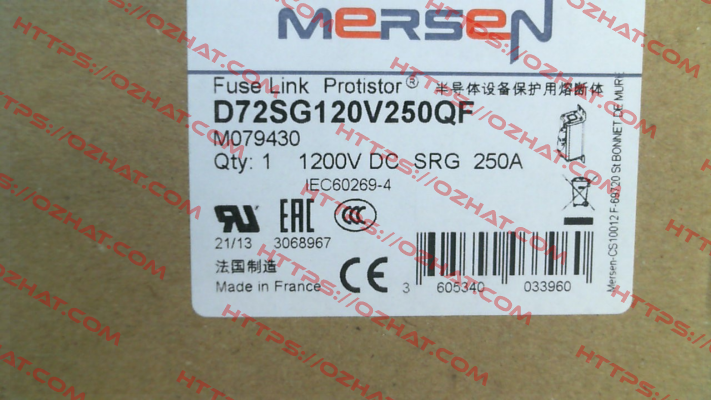 MERSEN
Fuse Link Protistor® 半导体设备保护用熔断体
D72SG120V250QF
M079430
Qty: 1 1200V DC SRG 250A
IEC60269-4
21/13 3068967
法国制造
Made in France
3 605340 033960
Mersen-CS10012 F-69720 St BONNET DE MURE
HTTPS://OZHAT.COM